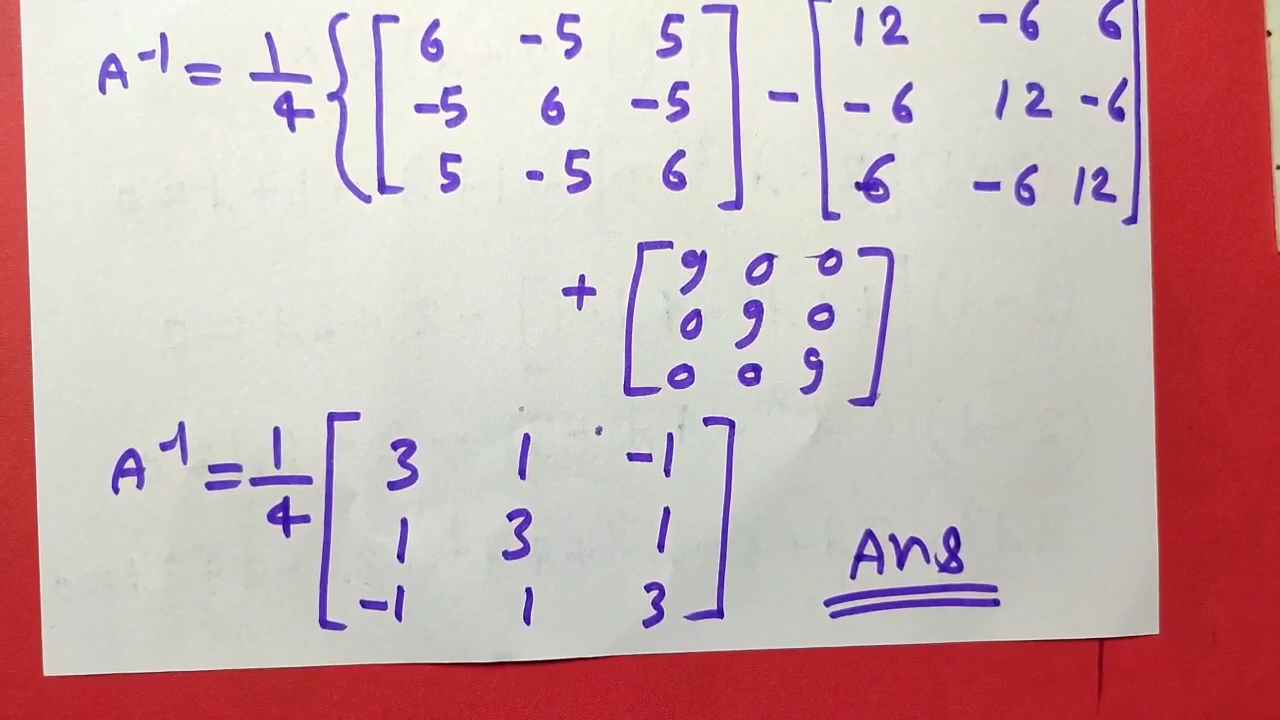 A⁻¹ = 1/4 { [ 6 -5 5 ] - [ 12 -6 6 ]
[ -5 6 -5 ] [ -6 12 -6 ]
[ 5 -5 6 ] [ 6 -6 12 ]
+ [ 9 0 0 ]
[ 0 9 0 ]
[ 0 0 9 ]
A⁻¹ = 1/4 [ 3 1 -1 ]
[ 1 3 1 ]
[ -1 1 3 ]
Ans